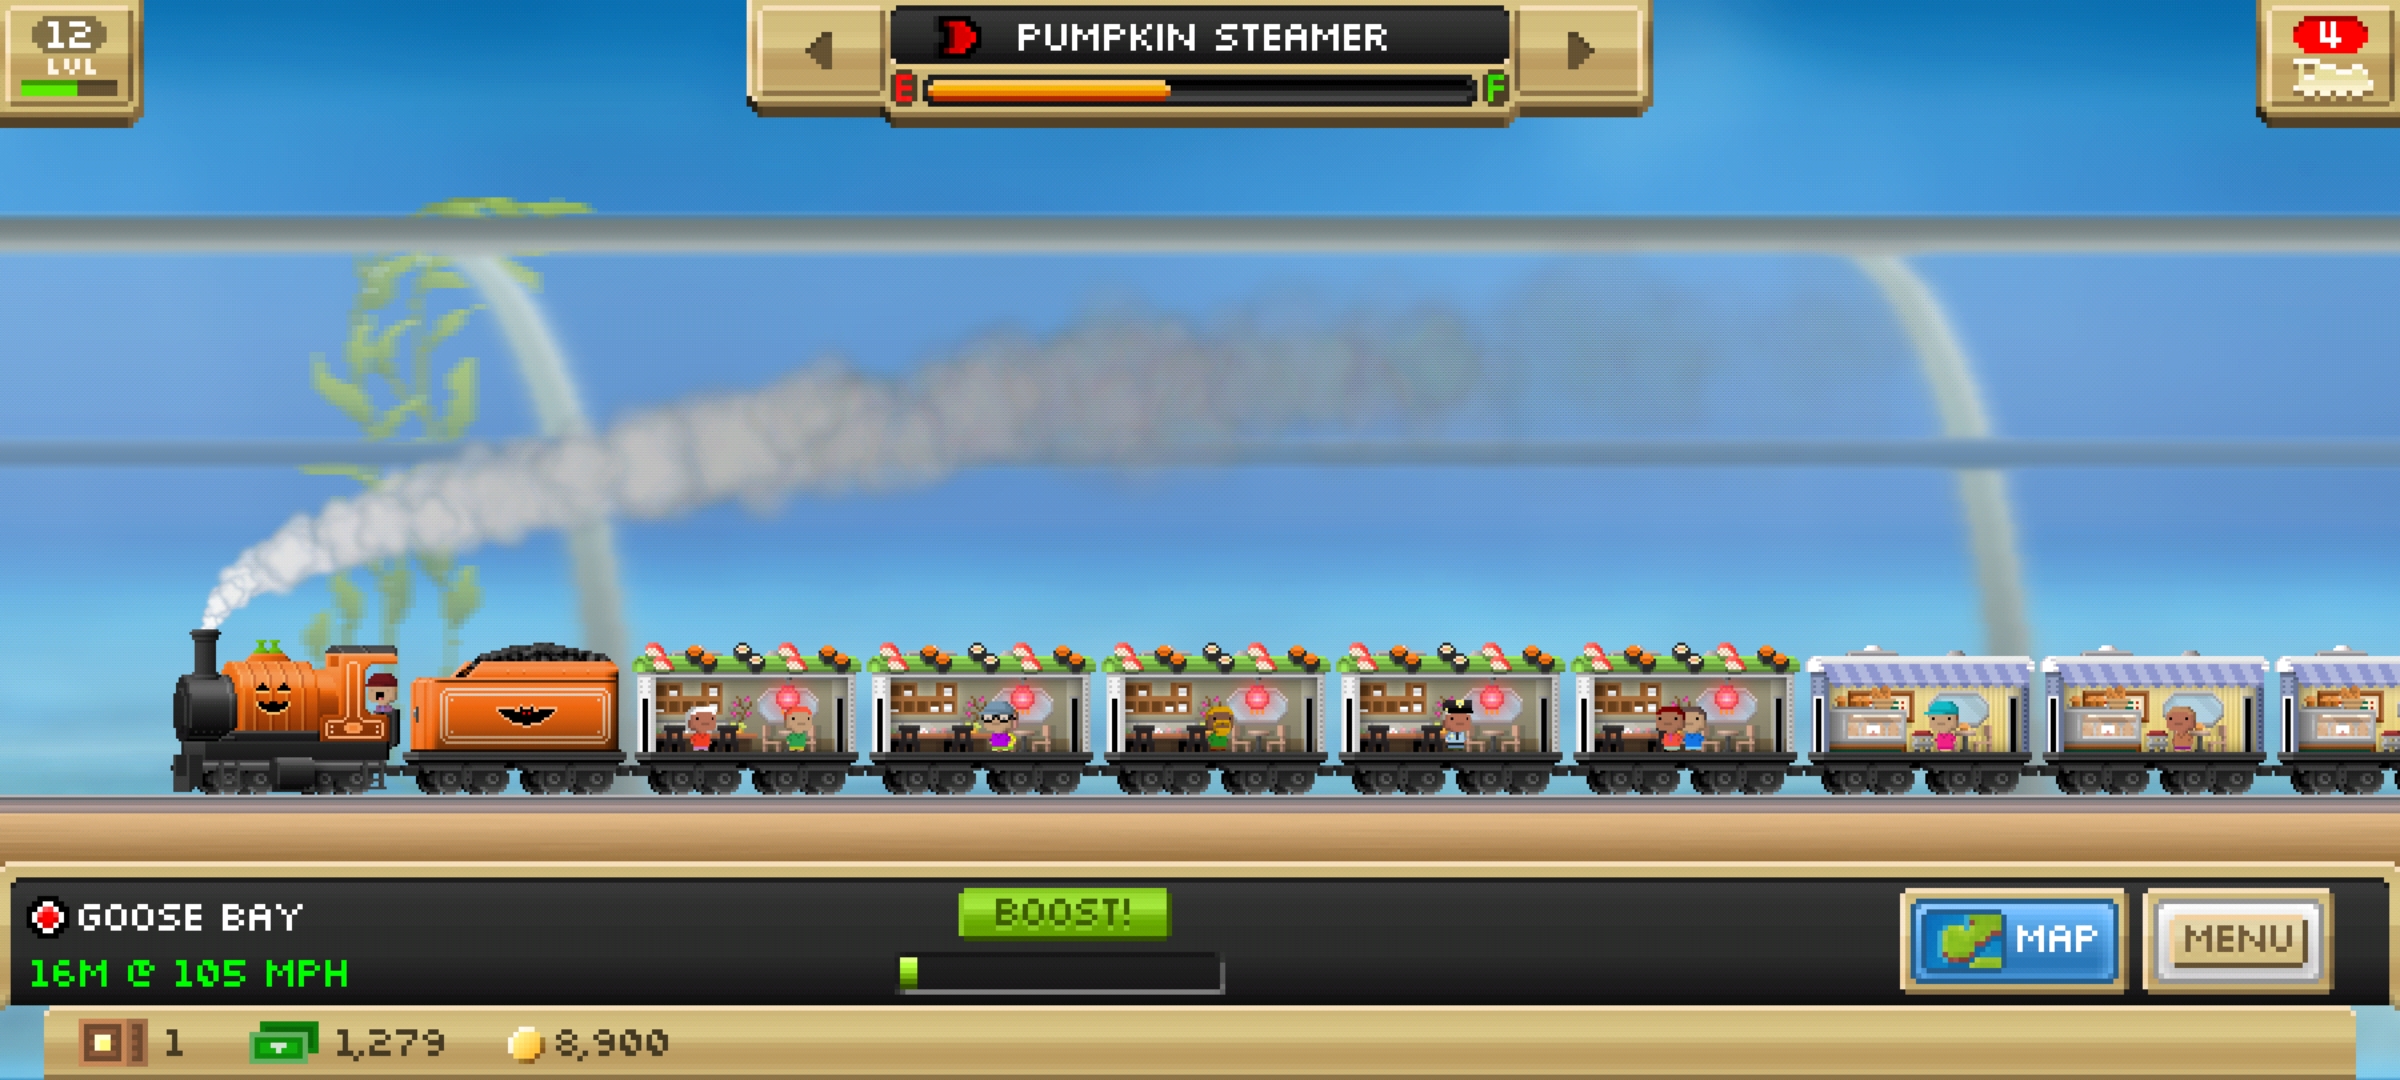 12
LVL
PUMPKIN STEAMER
E F
4
GOOSE BAY
16M @ 105 MPH
BOOST!
MAP
MENU
1 1,279 8,900